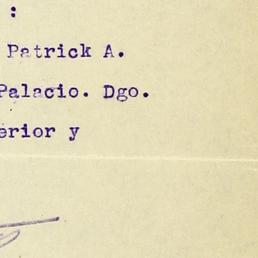 :
Patrick A.
Palacio. Dgo.
erior y